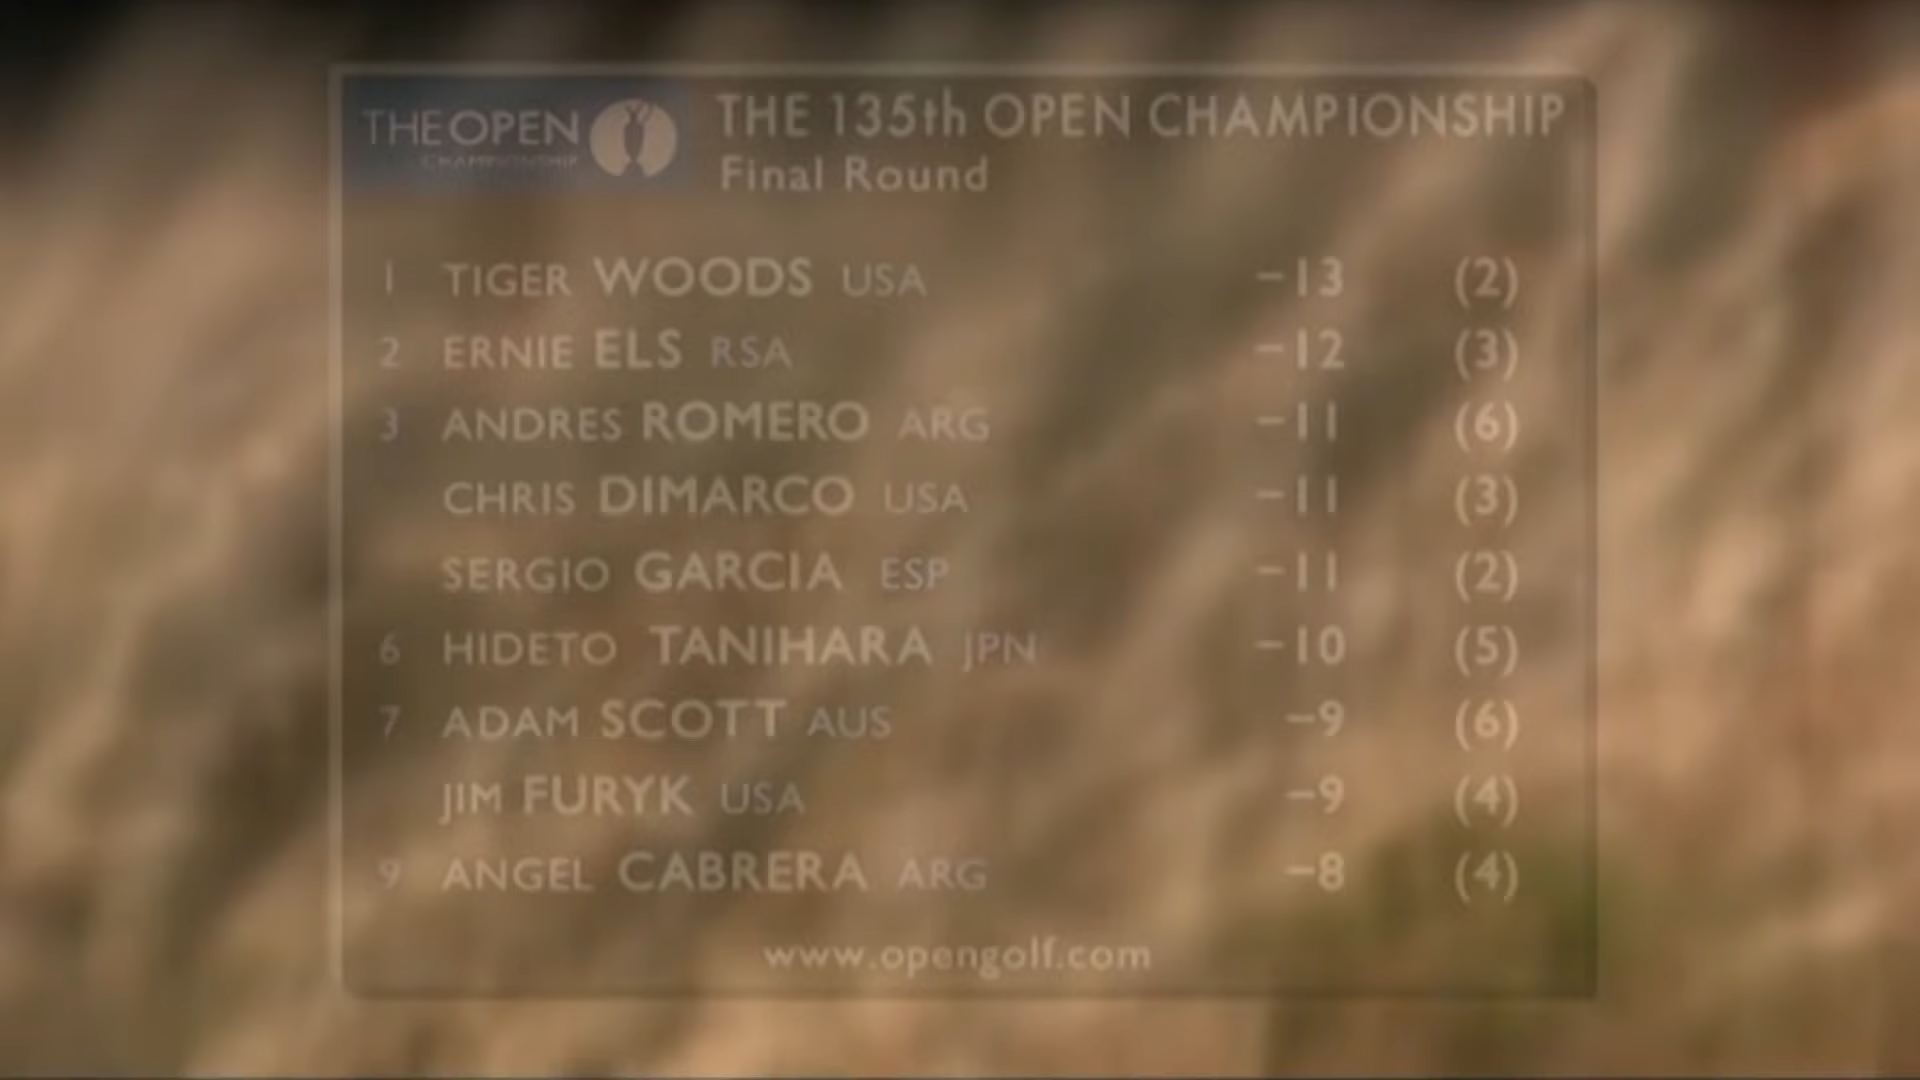 THE OPEN
CHAMPIONSHIP
THE 135th OPEN CHAMPIONSHIP
Final Round
1 TIGER WOODS USA -13 (2)
2 ERNIE ELS RSA -12 (3)
3 ANDRES ROMERO ARG -11 (6)
CHRIS DIMARCO USA -11 (3)
SERGIO GARCIA ESP -11 (2)
6 HIDETO TANIHARA JPN -10 (5)
7 ADAM SCOTT AUS -9 (6)
JIM FURYK USA -9 (4)
9 ANGEL CABRERA ARG -8 (4)
www.opengolf.com